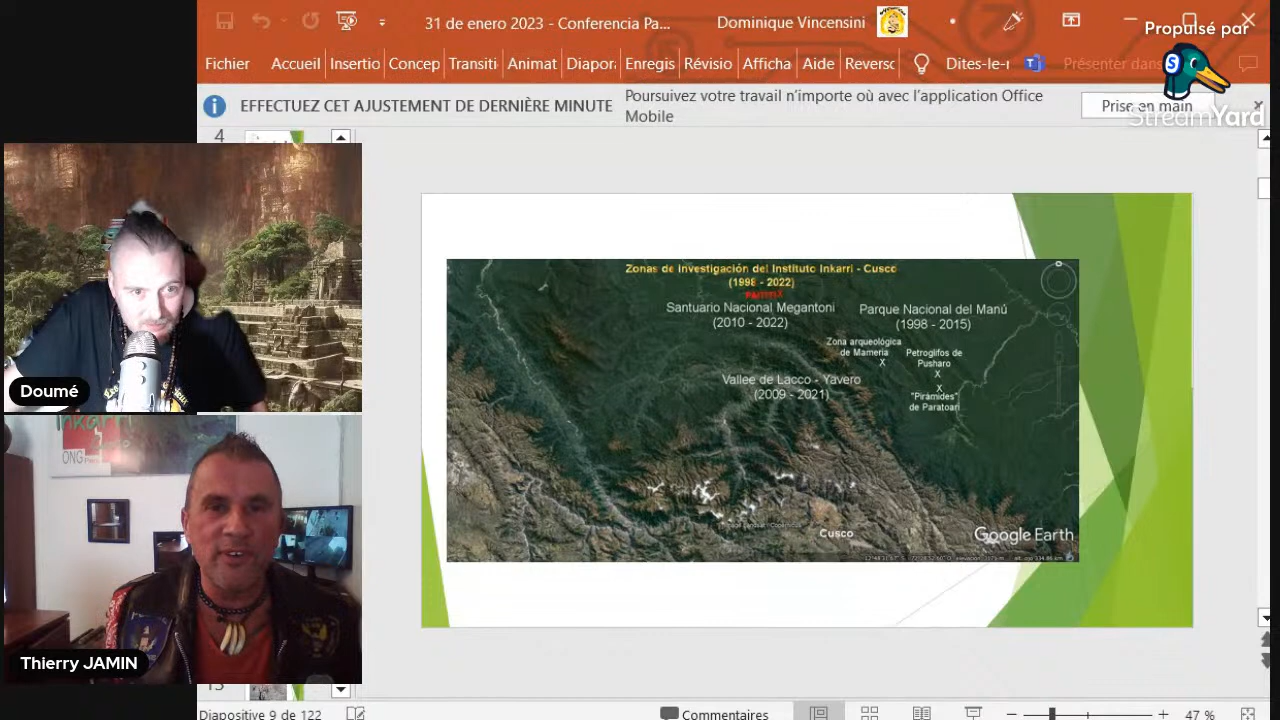 31 de enero 2023 - Conferencia Pa...
Dominique Vincensini
Propulsé par
StreamYard
Fichier
Accueil
Insertio
Concep
Transiti
Animat
Diapora
Enregis
Révisio
Afficha
Aide
Reversc
Dites-le-r
Présenter dans
EFFECTUEZ CET AJUSTEMENT DE DERNIÈRE MINUTE
Poursuivez votre travail n'importe où avec l'application Office
Mobile
Prise en main
4
Doumé
ONG
Thierry JAMIN
Zonas de Investigación del Instituto Inkarri - Cusco
(1998 - 2022)
Santuario Nacional Megantoni
(2010 - 2022)
Parque Nacional del Manú
(1998 - 2015)
Zona arqueológica
de Mameria
X
Petroglifos de
Pusharo
X
X
"Pirámides"
de Paratoari
Vallee de Lacco - Yavero
(2009 - 2021)
Cusco
Google Earth
13
Diapositive 9 de 122
Commentaires
47 %